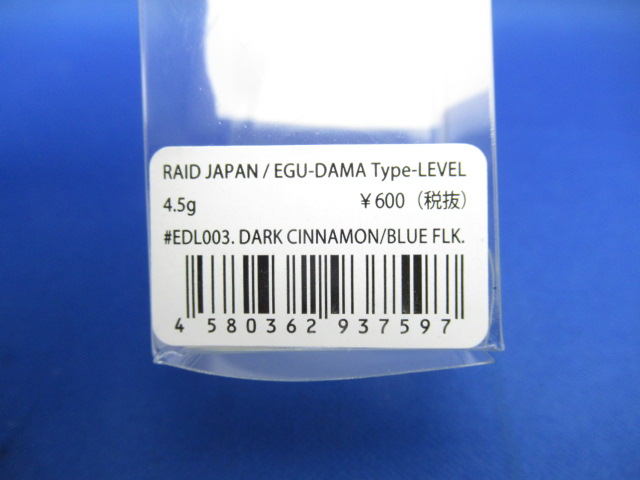 RAID JAPAN / EGU-DAMA Type-LEVEL
4.5g ￥600（税抜）
#EDL003. DARK CINNAMON/BLUE FLK.
4 580362 937597